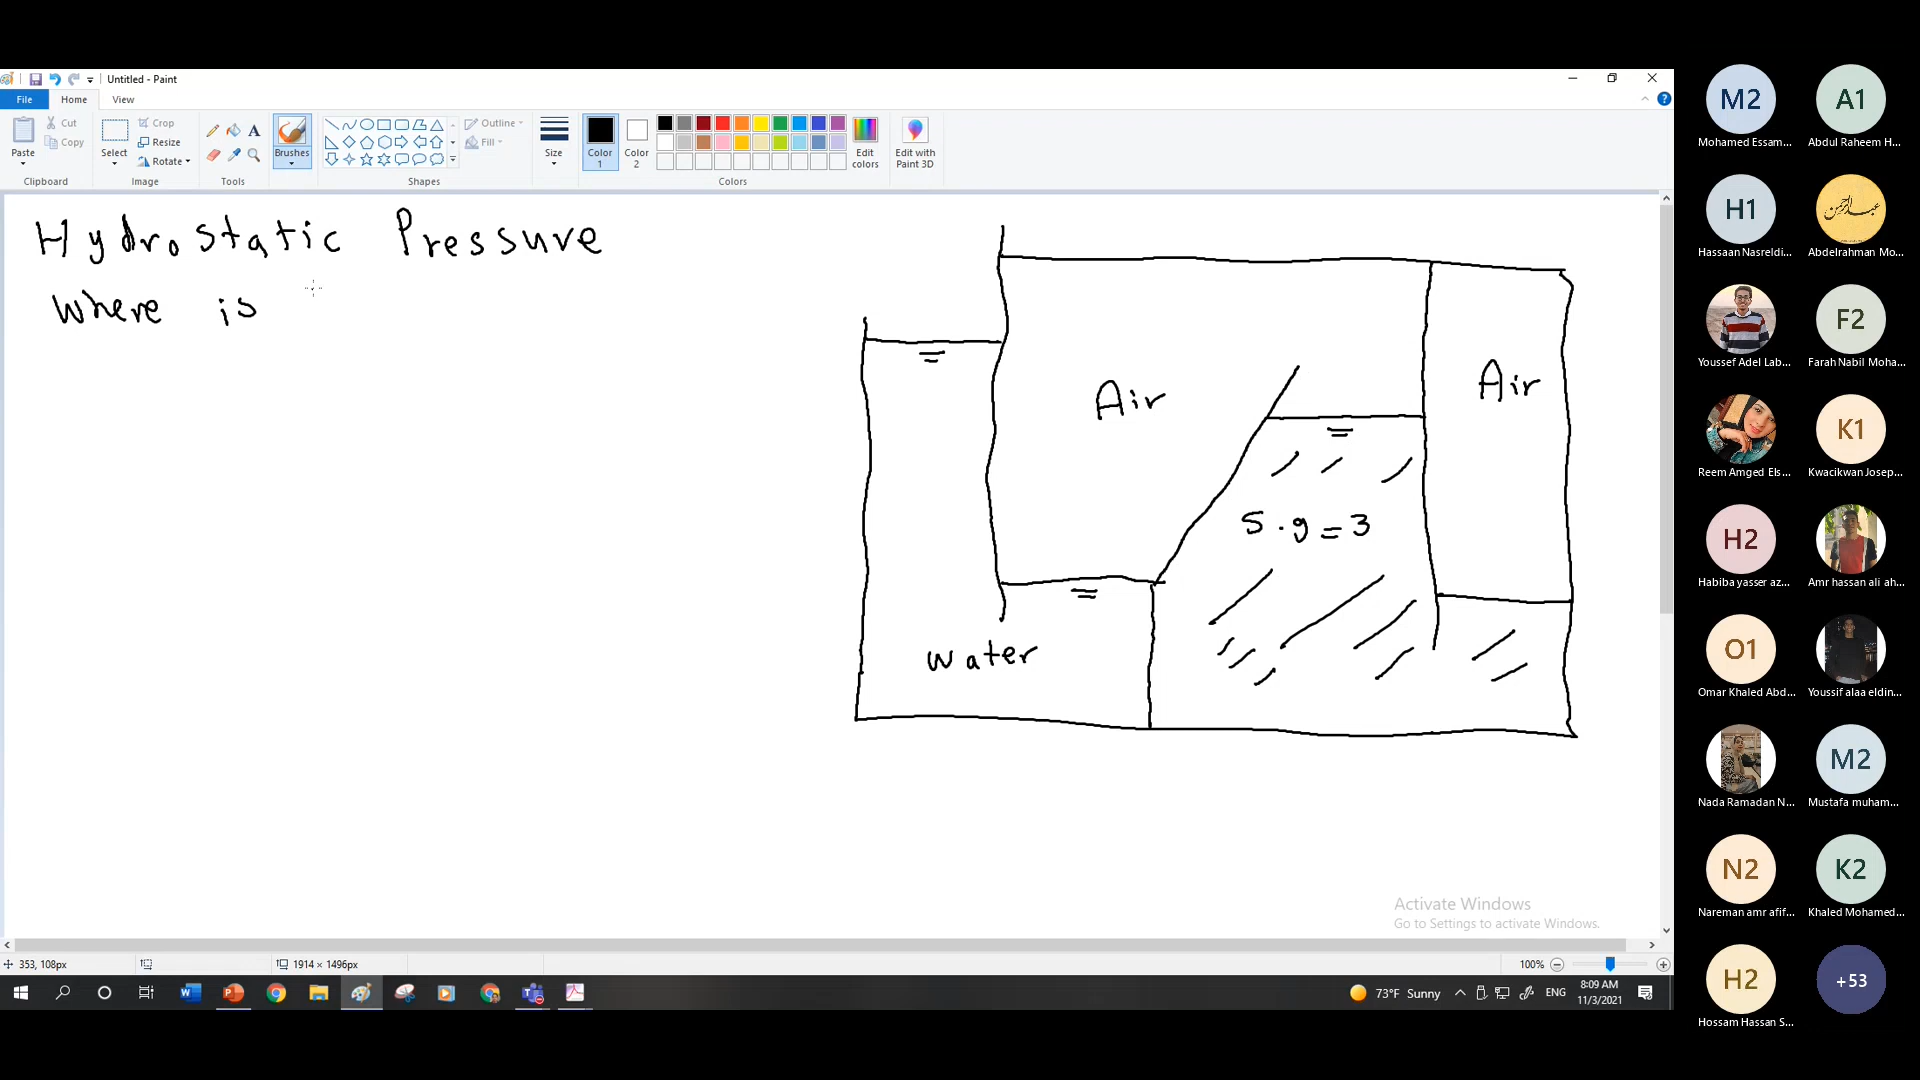 Untitled - Paint
File Home View
Paste
Cut
Copy
Clipboard
Select
Crop
Resize
Rotate
Image
Tools
Brushes
Shapes
Outline
Fill
Size
Color 1
Color 2
Colors
Edit colors
Edit with Paint 3D
Hydrostatic Pressure
where is
Air
Air
S.g = 3
water
Activate Windows
Go to Settings to activate Windows.
353, 108px
1914 × 1496px
100%
73°F Sunny
ENG
8:09 AM
11/3/2021
M2 A1
Mohamed Essam... Abdul Raheem H...
H1 عبدالرحمن
Hassaan Nasreldi... Abdelrahman Mo...
F2
Youssef Adel Lab... Farah Nabil Moha...
K1
Reem Amged Els... Kwacikwan Josep...
H2
Habiba yasser az... Amr hassan ali ah...
O1
Omar Khaled Abd... Youssif alaa eldin...
M2
Nada Ramadan N... Mustafa muham...
N2 K2
Nareman amr afif... Khaled Mohamed...
H2 +53
Hossam Hassan S...